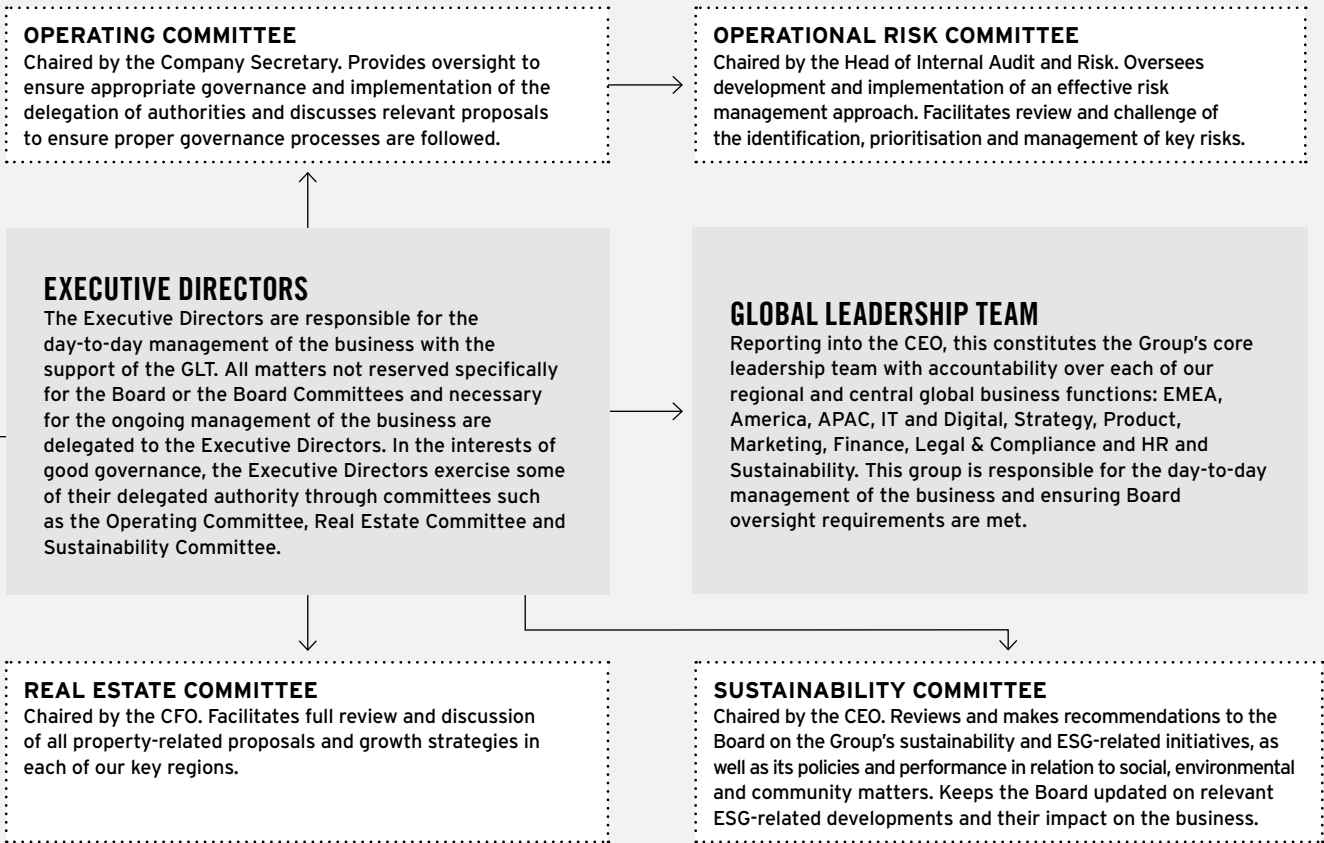 OPERATING COMMITTEE
Chaired by the Company Secretary. Provides oversight to
ensure appropriate governance and implementation of the
delegation of authorities and discusses relevant proposals
to ensure proper governance processes are followed.
OPERATIONAL RISK COMMITTEE
Chaired by the Head of Internal Audit and Risk. Oversees
development and implementation of an effective risk
management approach. Facilitates review and challenge of
the identification, prioritisation and management of key risks.
EXECUTIVE DIRECTORS
The Executive Directors are responsible for the
day-to-day management of the business with the
support of the GLT. All matters not reserved specifically
for the Board or the Board Committees and necessary
for the ongoing management of the business are
delegated to the Executive Directors. In the interests of
good governance, the Executive Directors exercise some
of their delegated authority through committees such
as the Operating Committee, Real Estate Committee and
Sustainability Committee.
GLOBAL LEADERSHIP TEAM
Reporting into the CEO, this constitutes the Group's core
leadership team with accountability over each of our
regional and central global business functions: EMEA,
America, APAC, IT and Digital, Strategy, Product,
Marketing, Finance, Legal & Compliance and HR and
Sustainability. This group is responsible for the day-to-day
management of the business and ensuring Board
oversight requirements are met.
REAL ESTATE COMMITTEE
Chaired by the CFO. Facilitates full review and discussion
of all property-related proposals and growth strategies in
each of our key regions.
SUSTAINABILITY COMMITTEE
Chaired by the CEO. Reviews and makes recommendations to the
Board on the Group's sustainability and ESG-related initiatives, as
well as its policies and performance in relation to social, environmental
and community matters. Keeps the Board updated on relevant
ESG-related developments and their impact on the business.